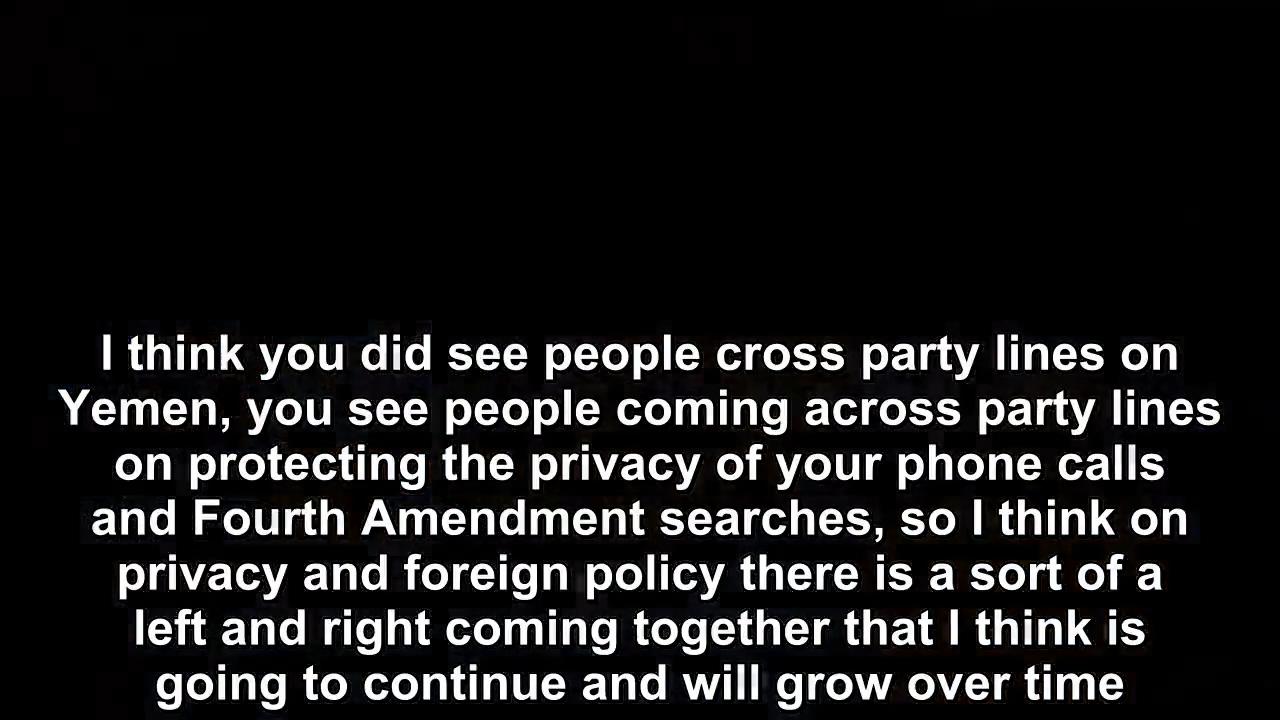 I think you did see people cross party lines on
Yemen, you see people coming across party lines
on protecting the privacy of your phone calls
and Fourth Amendment searches, so I think on
privacy and foreign policy there is a sort of a
left and right coming together that I think is
going to continue and will grow over time